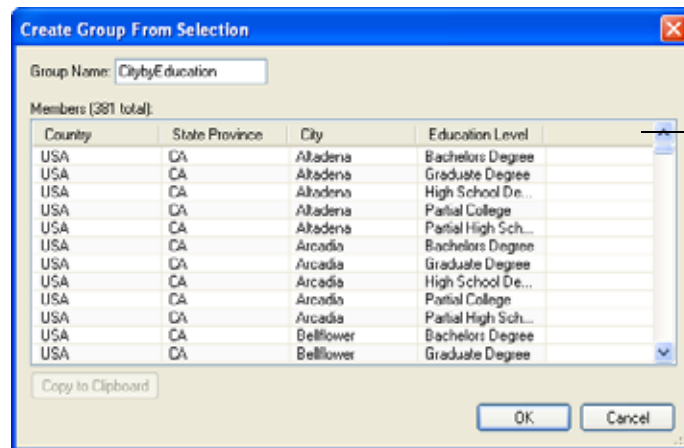 Create Group From Selection
Group Name: CitybyEducation
Members (381 total):
Country State Province City Education Level
USA CA Altadena Bachelors Degree
USA CA Altadena Graduate Degree
USA CA Altadena High School De...
USA CA Altadena Partial College
USA CA Altadena Partial High Sch...
USA CA Arcadia Bachelors Degree
USA CA Arcadia Graduate Degree
USA CA Arcadia High School De...
USA CA Arcadia Partial College
USA CA Arcadia Partial High Sch...
USA CA Bellflower Bachelors Degree
USA CA Bellflower Graduate Degree
Copy to Clipboard
OK Cancel